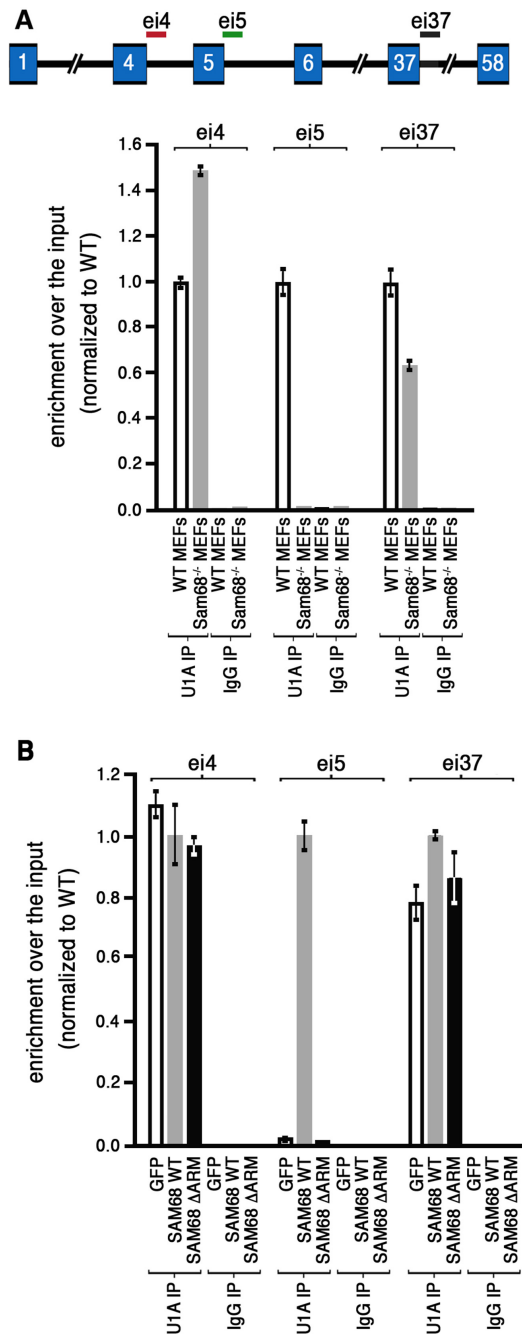 A
ei4 ei5 ei37
1 4 5 6 37 58
ei4 ei5 ei37
enrichment over the input
(normalized to WT)
1.6
1.4
1.2
1.0
0.8
0.6
0.4
0.2
0.0
WT MEFs
Sam68-/- MEFs
WT MEFs
Sam68-/- MEFs
WT MEFs
Sam68-/- MEFs
WT MEFs
Sam68-/- MEFs
WT MEFs
Sam68-/- MEFs
WT MEFs
Sam68-/- MEFs
U1A IP
IgG IP
U1A IP
IgG IP
U1A IP
IgG IP
B
ei4 ei5 ei37
enrichment over the input
(normalized to WT)
1.2
1.0
0.8
0.6
0.4
0.2
0.0
GFP
SAM68 WT
SAM68 ΔARM
GFP
SAM68 WT
SAM68 ΔARM
GFP
SAM68 WT
SAM68 ΔARM
GFP
SAM68 WT
SAM68 ΔARM
GFP
SAM68 WT
SAM68 ΔARM
GFP
SAM68 WT
SAM68 ΔARM
U1A IP
IgG IP
U1A IP
IgG IP
U1A IP
IgG IP